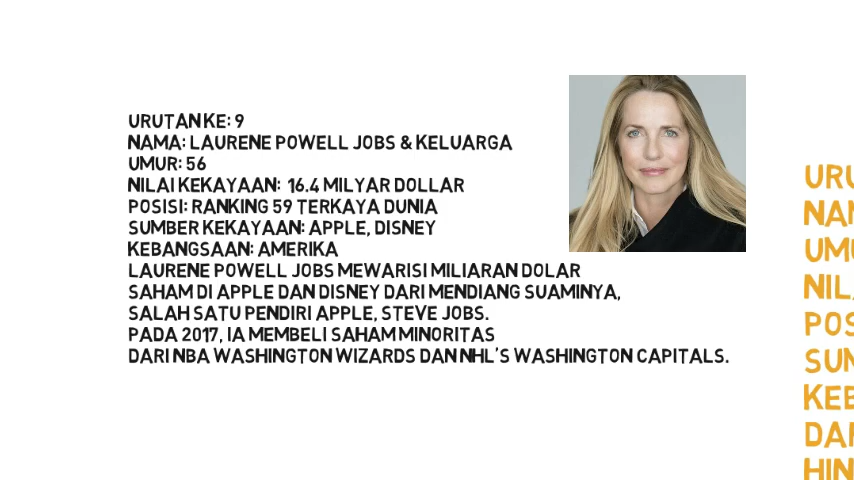 URUTAN KE: 9
NAMA: LAURENE POWELL JOBS & KELUARGA
UMUR: 56
NILAI KEKAYAAN: 16.4 MILYAR DOLLAR
POSISI: RANKING 59 TERKAYA DUNIA
SUMBER KEKAYAAN: APPLE, DISNEY
KEBANGSAAN: AMERIKA
LAURENE POWELL JOBS MEWARISI MILIARAN DOLAR
SAHAM DI APPLE DAN DISNEY DARI MENDIANG SUAMINYA,
SALAH SATU PENDIRI APPLE, STEVE JOBS.
PADA 2017, IA MEMBELI SAHAM MINORITAS
DARI NBA WASHINGTON WIZARDS DAN NHL'S WASHINGTON CAPITALS.